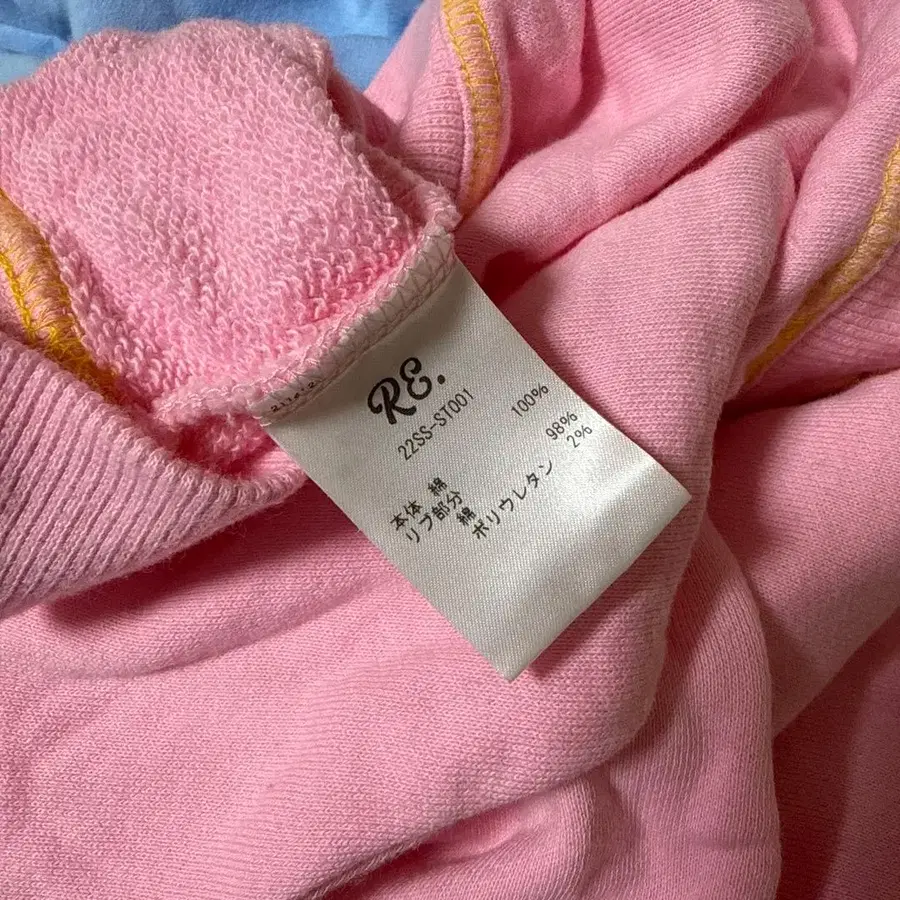 RE.
22SS-ST001
本体 綿 100%
リブ部分 綿 98%
ポリウレタン 2%